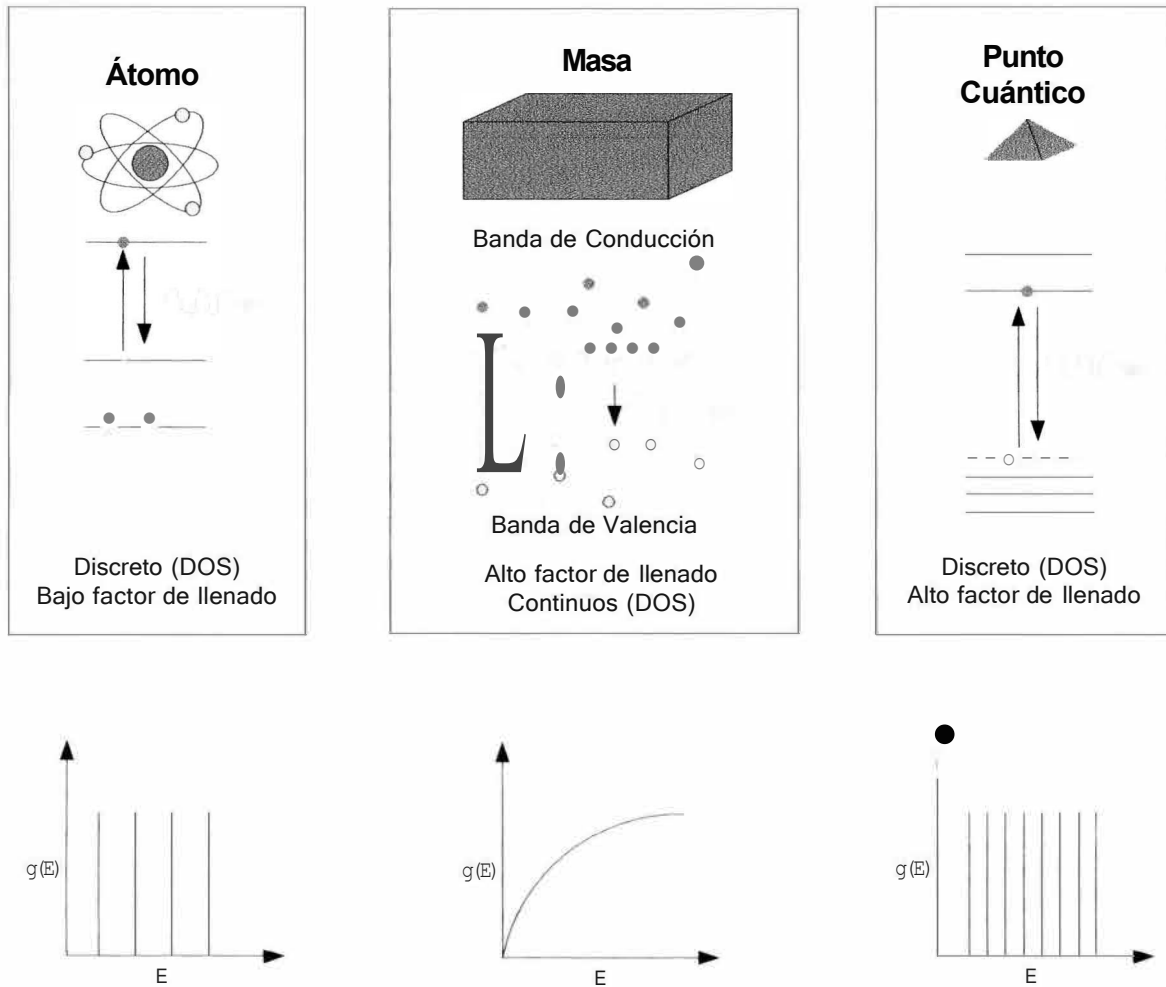 Átomo
Discreto (DOS)
Bajo factor de llenado
Masa
Banda de Conducción
L
Banda de Valencia
Alto factor de llenado
Continuos (DOS)
Punto
Cuántico
Discreto (DOS)
Alto factor de llenado
g(E)
E
g(E)
E
g(E)
E